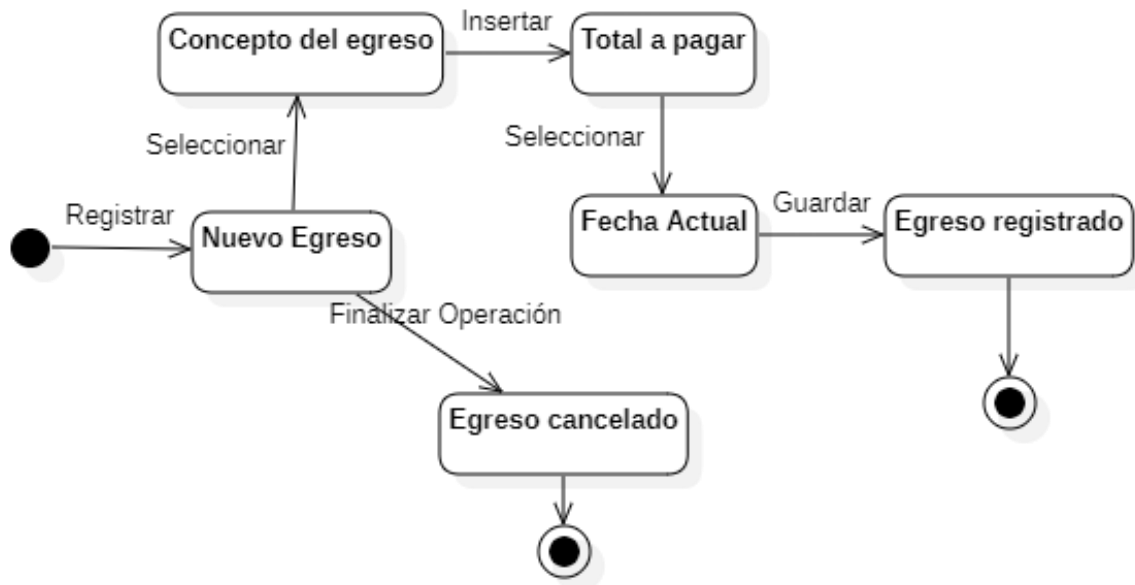 Concepto del egreso
Insertar
Total a pagar
Seleccionar
Seleccionar
Registrar
Nuevo Egreso
Fecha Actual
Guardar
Egreso registrado
Finalizar Operación
Egreso cancelado